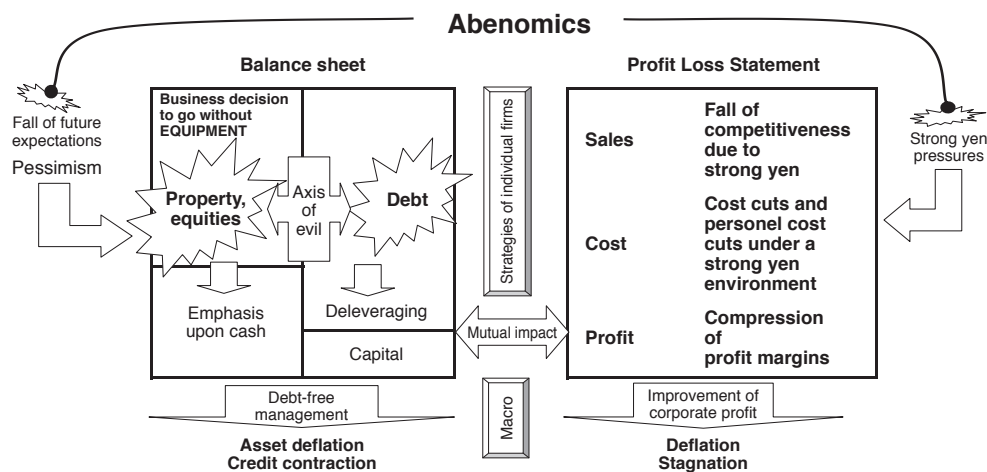 Abenomics
Balance sheet
Profit Loss Statement
Fall of future
expectations
Pessimism
Business decision
to go without
EQUIPMENT
Property,
equities
Axis
of
evil
Debt
Emphasis
upon cash
Deleveraging
Capital
Strategies of individual firms
Mutual impact
Macro
Sales
Fall of
competitiveness
due to
strong yen
Cost
Cost cuts and
personel cost
cuts under a
strong yen
environment
Profit
Compression
of
profit margins
Strong yen
pressures
Debt-free
management
Asset deflation
Credit contraction
Improvement of
corporate profit
Deflation
Stagnation